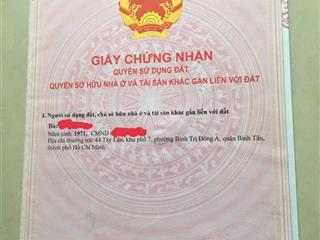 GIẤY CHỨNG NHẬN
QUYỀN SỬ DỤNG ĐẤT
QUYỀN SỞ HỮU NHÀ Ở VÀ TÀI SẢN KHÁC GẮN LIỀN VỚI ĐẤT
I. Người sử dụng đất, chủ sở hữu nhà ở và tài sản khác gắn liền với đất
Bà:
Năm sinh: 1971, CMND
Địa chỉ thường trú: 44 Tây Lân, khu phố 7, phường Bình Trị Đông A, quận Bình Tân,
thành phố Hồ Chí Minh.